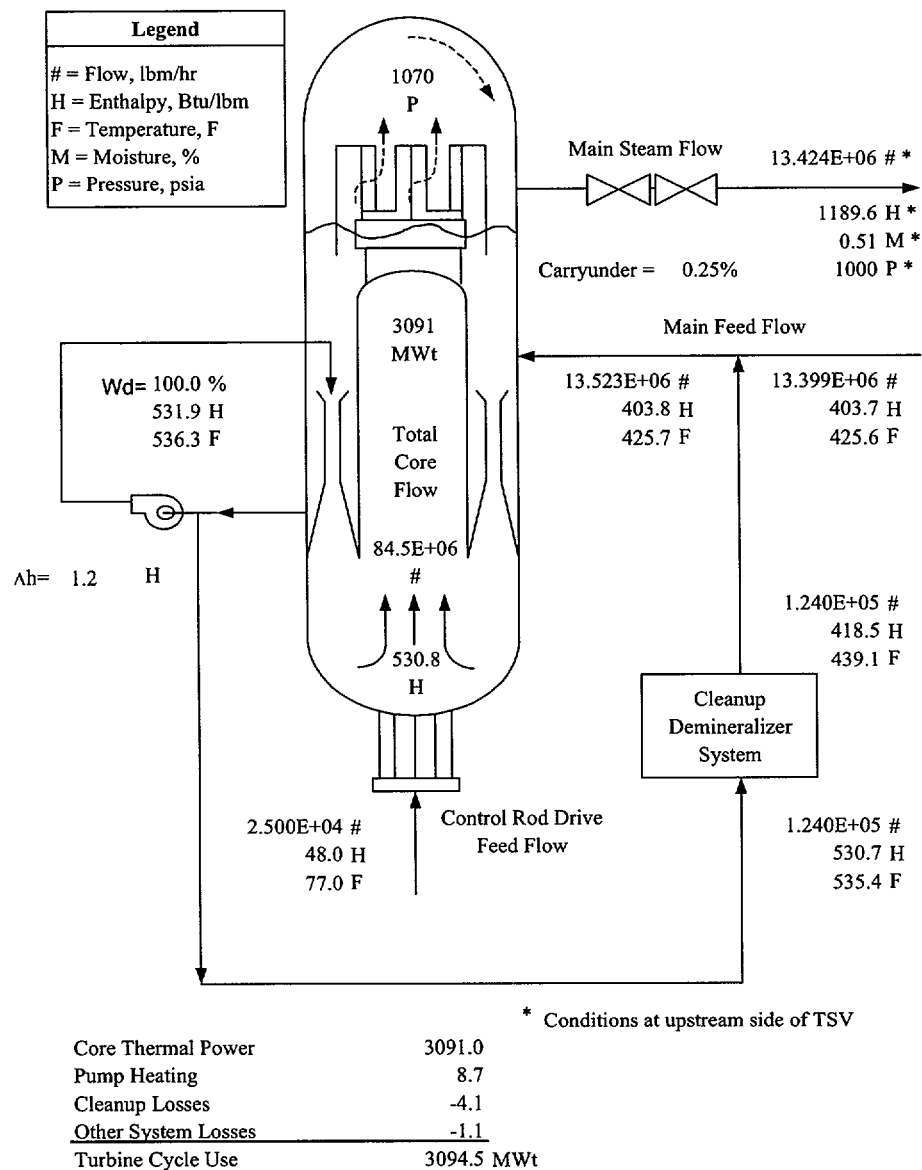 Legend
# = Flow, lbm/hr
H = Enthalpy, Btu/lbm
F = Temperature, F
M = Moisture, %
P = Pressure, psia
1070
P
Main Steam Flow
13.424E+06 # *
1189.6 H *
0.51 M *
1000 P *
Carryunder = 0.25%
3091
MWt
Main Feed Flow
Wd= 100.0 %
531.9 H
536.3 F
13.523E+06 #
403.8 H
425.7 F
13.399E+06 #
403.7 H
425.6 F
Total
Core
Flow
84.5E+06
#
Δh= 1.2 H
530.8
H
1.240E+05 #
418.5 H
439.1 F
Cleanup
Demineralizer
System
2.500E+04 #
48.0 H
77.0 F
Control Rod Drive
Feed Flow
1.240E+05 #
530.7 H
535.4 F
* Conditions at upstream side of TSV
Core Thermal Power 3091.0
Pump Heating 8.7
Cleanup Losses -4.1
Other System Losses -1.1
Turbine Cycle Use 3094.5 MWt